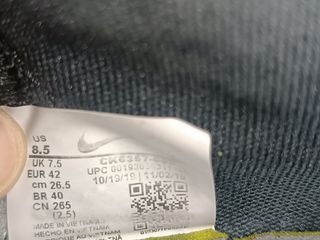 US
8.5
UK 7.5
EUR 42
cm 26.5
BR 40
CN 265
(2.5)
UPC
10/19/19 | 11/02/19
MADE IN VIETNAM
HECHO EN VIETNAM